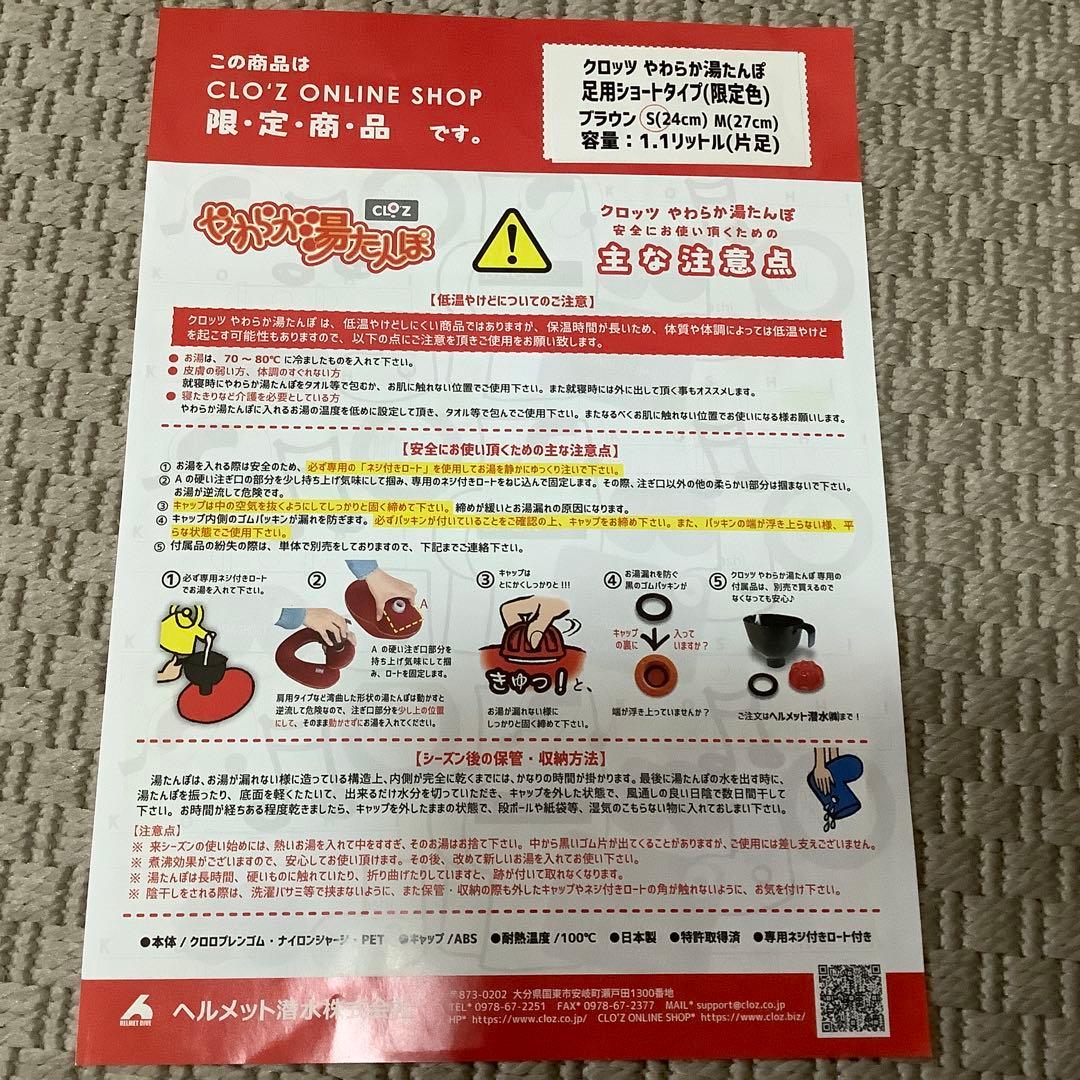 この商品は
CLO'Z ONLINE SHOP
限・定・商・品 です。
クロッツ やわらか湯たんぽ
足用ショートタイプ(限定色)
ブラウン S(24cm) M(27cm)
容量：1.1リットル(片足)
やわらか湯たんぽ
CLO'Z
クロッツ やわらか湯たんぽ
安全にお使い頂くための
主な注意点
【低温やけどについてのご注意】
クロッツ やわらか湯たんぽ は、低温やけどしにくい商品ではありますが、保温時間が長いため、体質や体調によっては低温やけど
を起こす可能性もありますので、以下の点にご注意を頂きご使用をお願い致します。
● お湯は、70 〜 80℃ に冷ましたものを入れて下さい。
● 皮膚の弱い方、体調のすぐれない方
就寝時にやわらか湯たんぽをタオル等で包むか、お肌に触れない位置でご使用下さい。また就寝時には外に出して頂く事もオススメします。
● 寝たきりなど介護を必要としている方
やわらか湯たんぽに入れるお湯の温度を低めに設定して頂き、タオル等で包んでご使用下さい。またなるべくお肌に触れない位置でお使いになる様お願いします。
【安全にお使い頂くための主な注意点】
① お湯を入れる際は安全のため、必ず専用の「ネジ付きロート」を使用してお湯を静かにゆっくり注いで下さい。
② A の硬い注ぎ口の部分を少し持ち上げ気味にして掴み、専用のネジ付きロートをねじ込んで固定します。その際、注ぎ口以外の他の柔らかい部分は掴まないで下さい。
お湯が逆流して危険です。
③ キャップは中の空気を抜くようにしてしっかりと固く締めて下さい。締めが緩いとお湯漏れの原因になります。
④ キャップ内側のゴムパッキンが漏れを防ぎます。必ずパッキンが付いていることをご確認の上、キャップをお締め下さい。また、パッキンの端が浮き上らない様、平
らな状態でご使用下さい。
⑤ 付属品の紛失の際は、単体で別売をしておりますので、下記までご連絡下さい。
① 必ず専用ネジ付きロート
でお湯を入れて下さい。
②
A
A の硬い注ぎ口部分を
持ち上げ気味にして掴
み、ロートを固定します。
肩用タイプなど湾曲した形状の湯たんぽは動かすと
逆流して危険なので、注ぎ口部分を少し上の位置
にして、そのまま動かさずにお湯を入れてください。
③ キャップは
とにかくしっかりと!!!
きゅっ!と、
お湯が漏れない様に
しっかりと固く締めて下さい。
④ お湯漏れを防ぐ
黒のゴムパッキンが
キャップ
の裏に
入って
いますか?
端が浮き上っていませんか?
⑤ クロッツ やわらか湯たんぽ 専用の
付属品は、別売で買えるので
なくなっても安心♪
ご注文はヘルメット潜水㈱まで!
【シーズン後の保管・収納方法】
湯たんぽは、お湯が漏れない様に造っている構造上、内側が完全に乾くまでには、かなりの時間が掛かります。最後に湯たんぽの水を出す時に、
湯たんぽを振ったり、底面を軽くたたいて、出来るだけ水分を切っていただき、キャップを外した状態で、風通しの良い日陰で数日間干して
下さい。お時間が経ちある程度乾きましたら、キャップを外したままの状態で、段ボールや紙袋等、湿気のこもらない物に入れておしまい下さい。
【注意点】
※ 来シーズンの使い始めには、熱いお湯を入れて中をすすぎ、そのお湯はお捨て下さい。中から黒いゴム片が出てくることがありますが、ご使用には差し支えございません。
※ 煮沸効果がございますので、安心してお使い頂けます。その後、改めて新しいお湯を入れてお使い下さい。
※ 湯たんぽは長時間、硬いものに触れていたり、折り曲げたりしていますと、跡が付いて取れなくなります。
※ 陰干しをされる際は、洗濯バサミ等で挟まないように、また保管・収納の際も外したキャップやネジ付きロートの角が触れないように、お気を付け下さい。
●本体 / クロロプレンゴム・ナイロンジャージ・PET ●キャップ /ABS ●耐熱温度 /100℃ ●日本製 ●特許取得済 ●専用ネジ付きロート付き
HELMET DIVE
ヘルメット潜水株式会社
〒873-0202 大分県国東市安岐町瀬戸田1300番地
TEL* 0978-67-2251 FAX* 0978-67-2377 MAIL* support@cloz.co.jp
HP* https://www.cloz.co.jp/ CLO'Z ONLINE SHOP* https://www.cloz.biz/